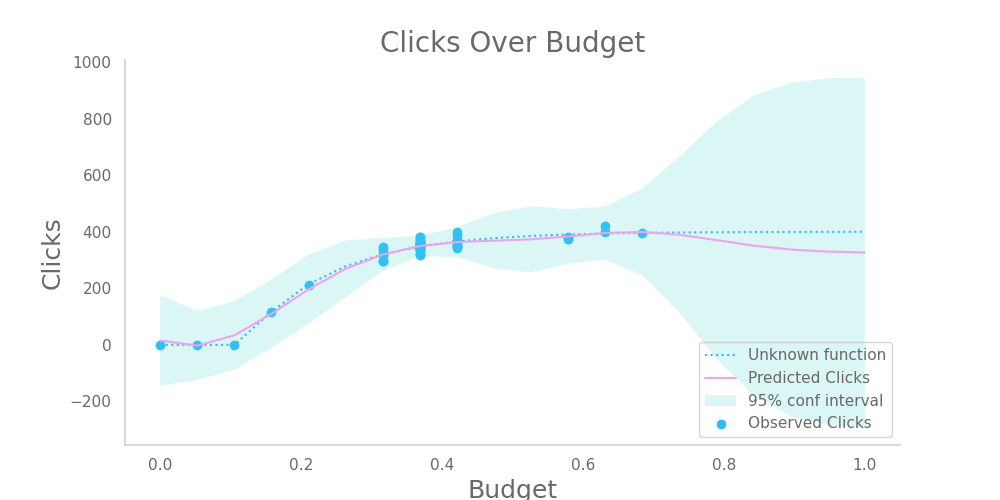 Clicks Over Budget
1000
800
600
400
200
0
−200
Clicks
Unknown function
Predicted Clicks
95% conf interval
Observed Clicks
0.0 0.2 0.4 0.6 0.8 1.0
Budget